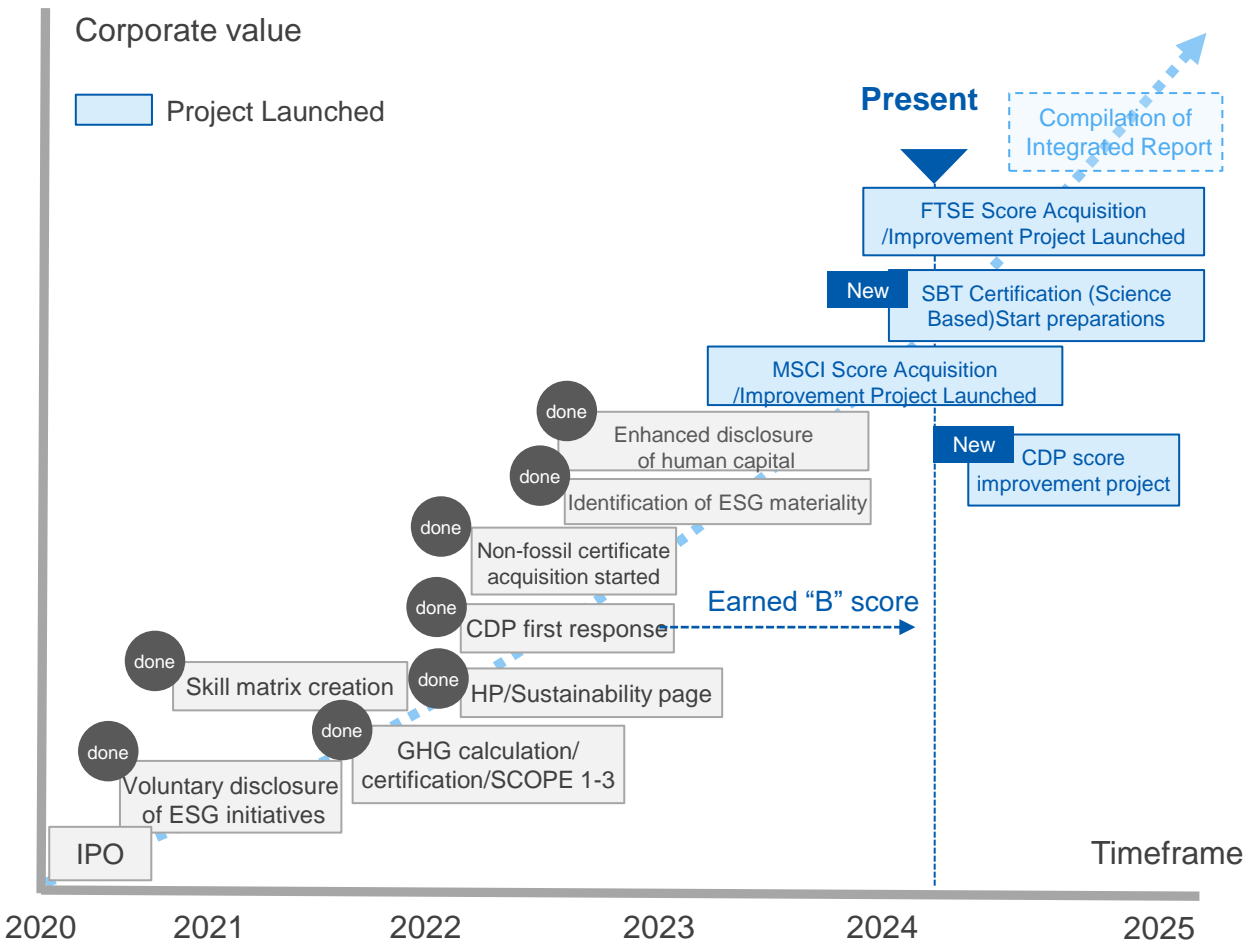 Corporate value
Project Launched
Present
Compilation of
Integrated Report
FTSE Score Acquisition
/Improvement Project Launched
New
SBT Certification (Science
Based)Start preparations
MSCI Score Acquisition
/Improvement Project Launched
done
Enhanced disclosure
of human capital
New
CDP score
improvement project
done
Identification of ESG materiality
done
Non-fossil certificate
acquisition started
Earned “B” score
done
CDP first response
done
Skill matrix creation
done
HP/Sustainability page
done
GHG calculation/
certification/SCOPE 1-3
done
Voluntary disclosure
of ESG initiatives
IPO
Timeframe
2020 2021 2022 2023 2024 2025